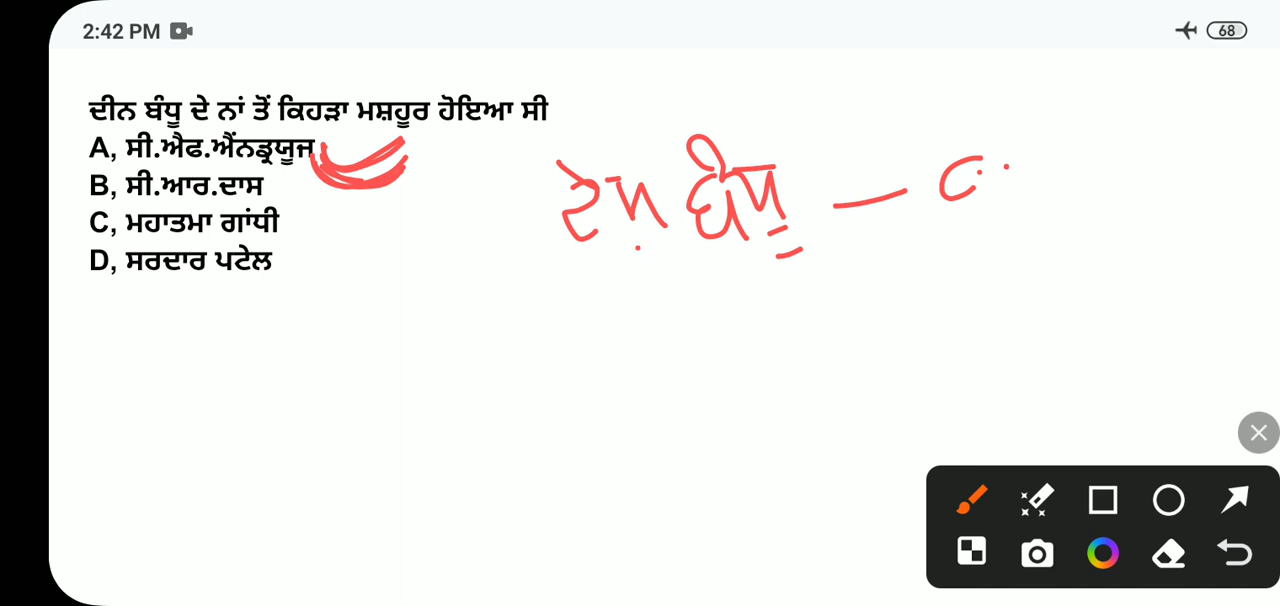 2:42 PM
68
ਦੀਨ ਬੰਧੂ ਦੇ ਨਾਂ ਤੋਂ ਕਿਹੜਾ ਮਸ਼ਹੂਰ ਹੋਇਆ ਸੀ
A, ਸੀ.ਐਫ.ਐਂਨਡ੍ਰਯੂਜ
B, ਸੀ.ਆਰ.ਦਾਸ
C, ਮਹਾਤਮਾ ਗਾਂਧੀ
D, ਸਰਦਾਰ ਪਟੇਲ